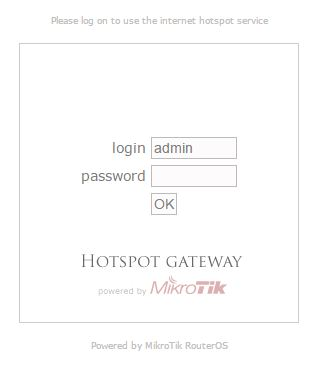 Please log on to use the internet hotspot service
login admin
password
OK
HOTSPOT GATEWAY
powered by MikroTik
Powered by MikroTik RouterOS